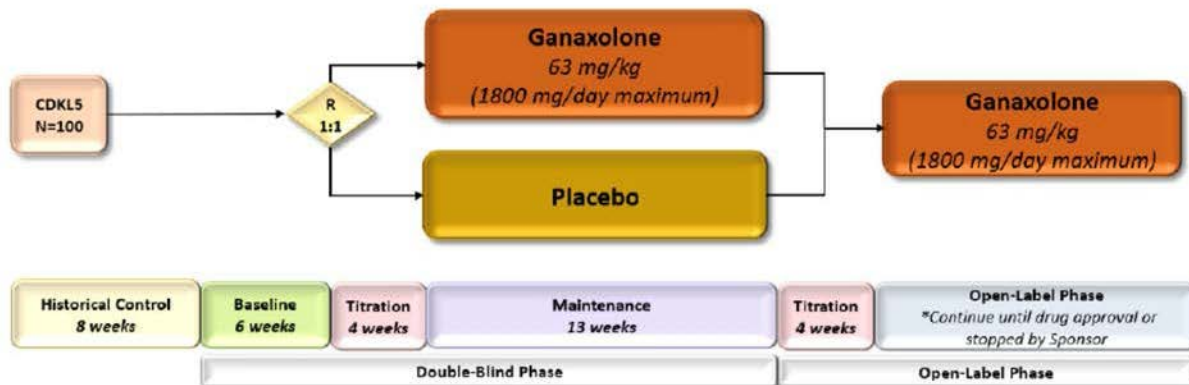 Ganaxolone
63 mg/kg
(1800 mg/day maximum)
CDKL5
N=100
R
1:1
Ganaxolone
63 mg/kg
(1800 mg/day maximum)
Placebo
Historical Control
8 weeks
Baseline
6 weeks
Titration
4 weeks
Maintenance
13 weeks
Titration
4 weeks
Open-Label Phase
*Continue until drug approval or
stopped by Sponsor
Double-Blind Phase
Open-Label Phase